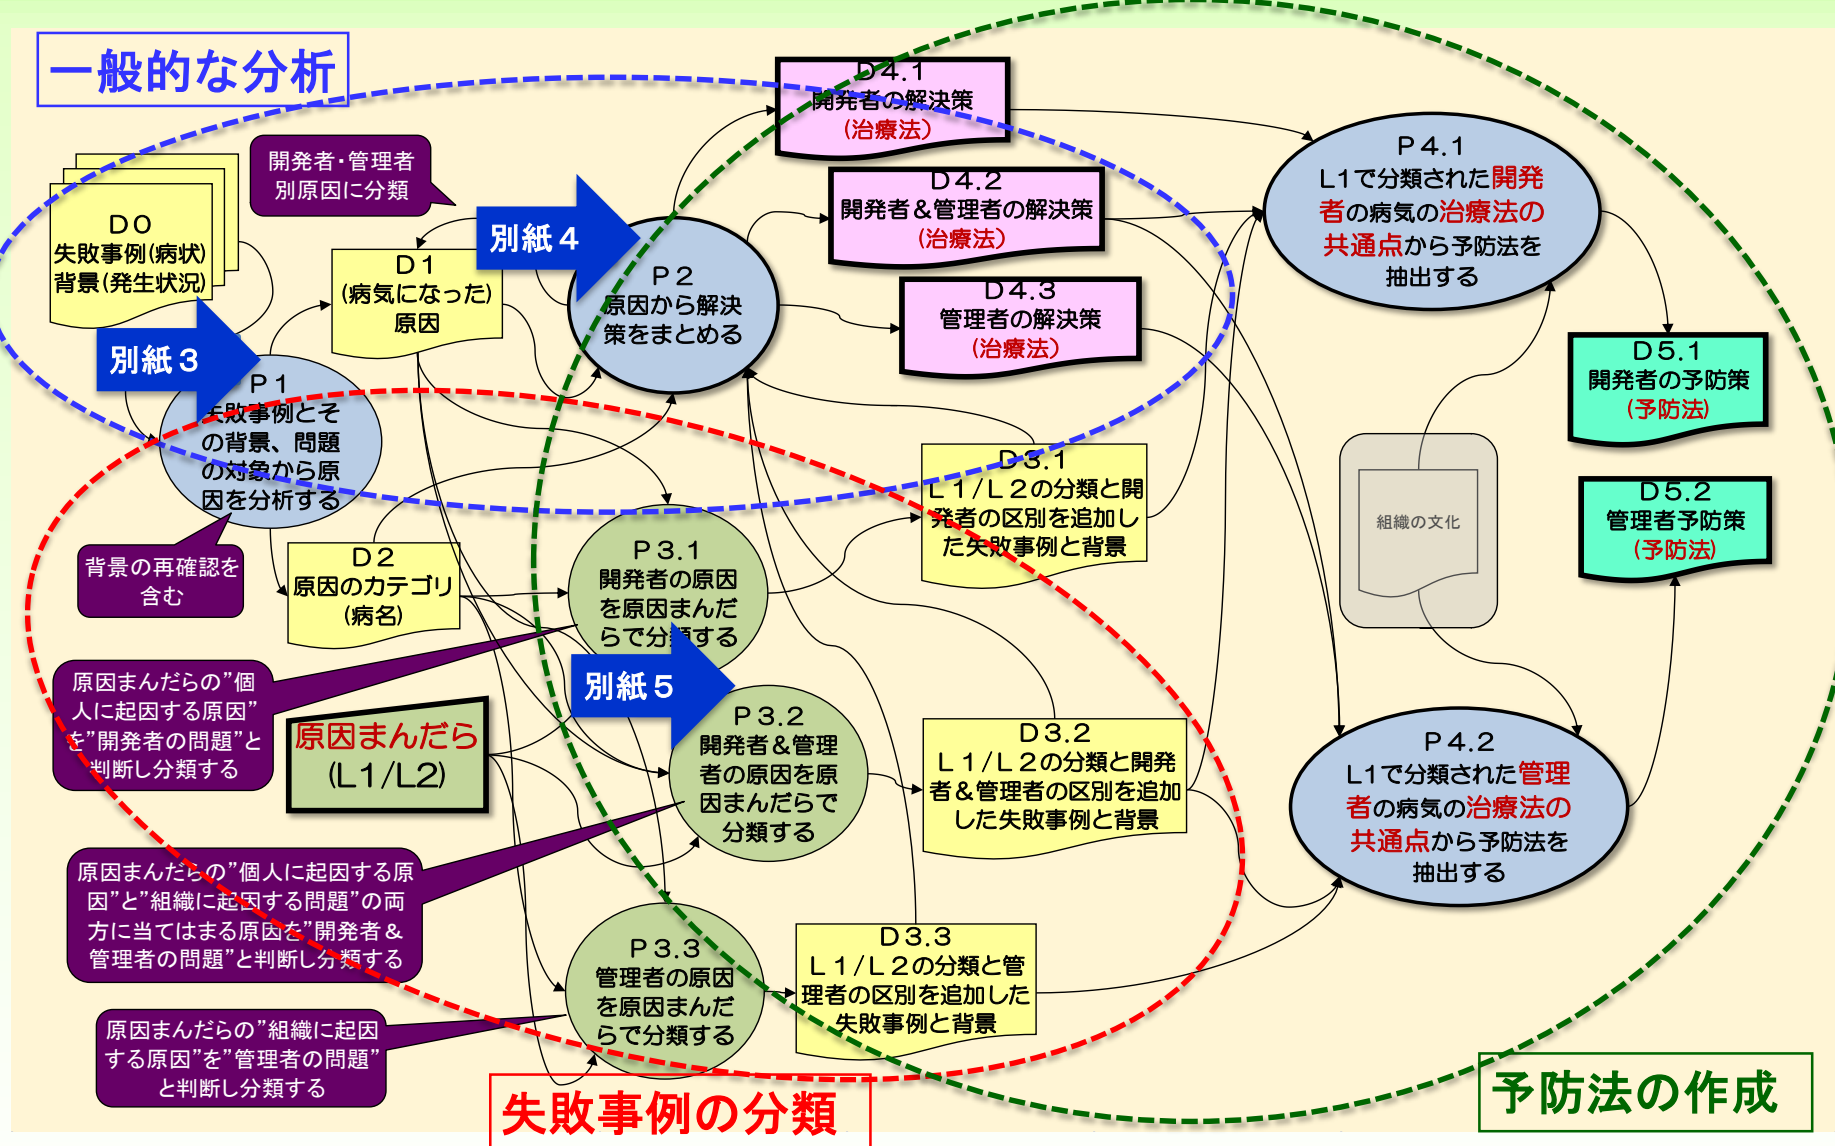 一般的な分析
D0
失敗事例(病状)
背景(発生状況)
開発者・管理者
別原因に分類
別紙4
別紙3
D1
(病気になった)
原因
P1
失敗事例とそ
の背景、問題
の対象から原
因を分析する
背景の再確認を
含む
D2
原因のカテゴリ
(病名)
P2
原因から解決
策をまとめる
D4.1
開発者の解決策
(治療法)
D4.2
開発者&管理者の解決策
(治療法)
D4.3
管理者の解決策
(治療法)
P4.1
L1で分類された開発
者の病気の治療法の
共通点から予防法を
抽出する
D5.1
開発者の予防策
(予防法)
D5.2
管理者予防策
(予防法)
組織の文化
D3.1
L1/L2の分類と開
発者の区別を追加し
た失敗事例と背景
P3.1
開発者の原因
を原因まんだ
らで分類する
別紙5
原因まんだらの”個
人に起因する原因”
を”開発者の問題”と
判断し分類する
原因まんだら
(L1/L2)
P3.2
開発者&管理
者の原因を原
因まんだらで
分類する
D3.2
L1/L2の分類と開発
者&管理者の区別を追加
した失敗事例と背景
P4.2
L1で分類された管理
者の病気の治療法の
共通点から予防法を
抽出する
原因まんだらの”個人に起因する原
因”と”組織に起因する問題”の両
方に当てはまる原因を”開発者&
管理者の問題”と判断し分類する
P3.3
管理者の原因
を原因まんだ
らで分類する
D3.3
L1/L2の分類と管
理者の区別を追加した
失敗事例と背景
原因まんだらの”組織に起因
する原因”を”管理者の問題”
と判断し分類する
失敗事例の分類
予防法の作成